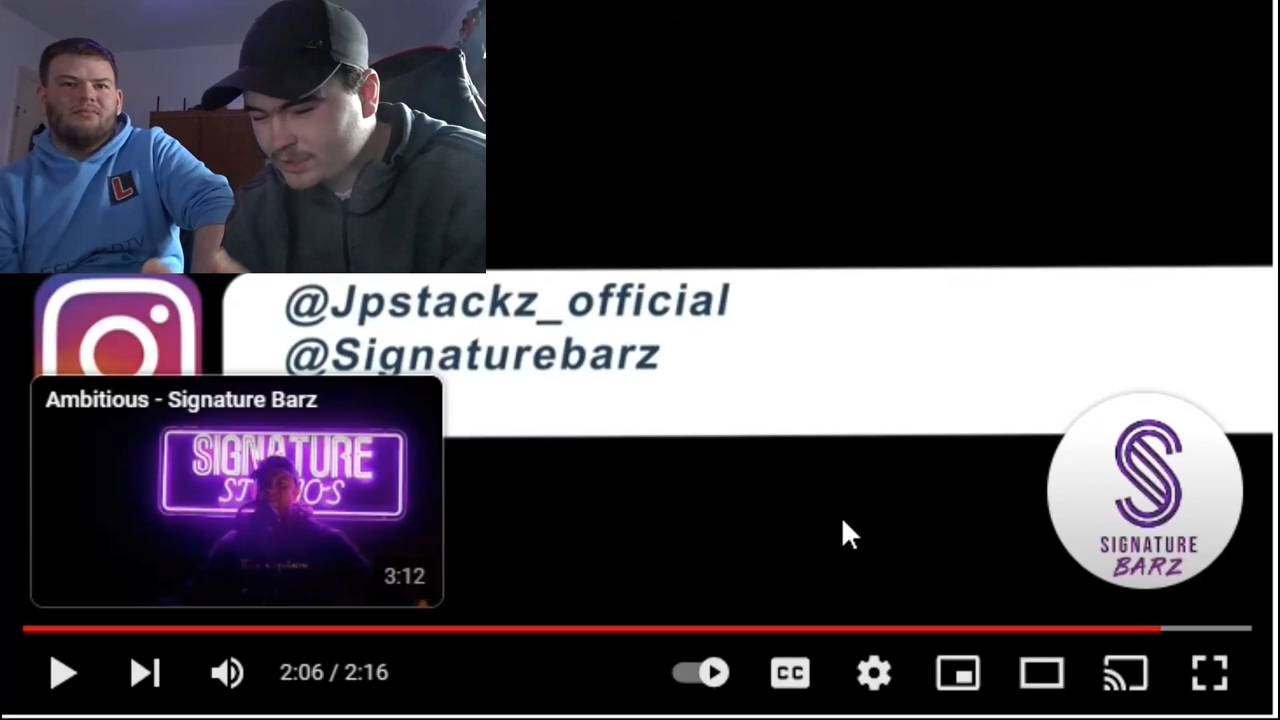 L
@Jpstackz_official
@Signaturebarz
Ambitious - Signature Barz
SIGNATURE
3:12
SIGNATURE
BARZ
2:06 / 2:16
CC